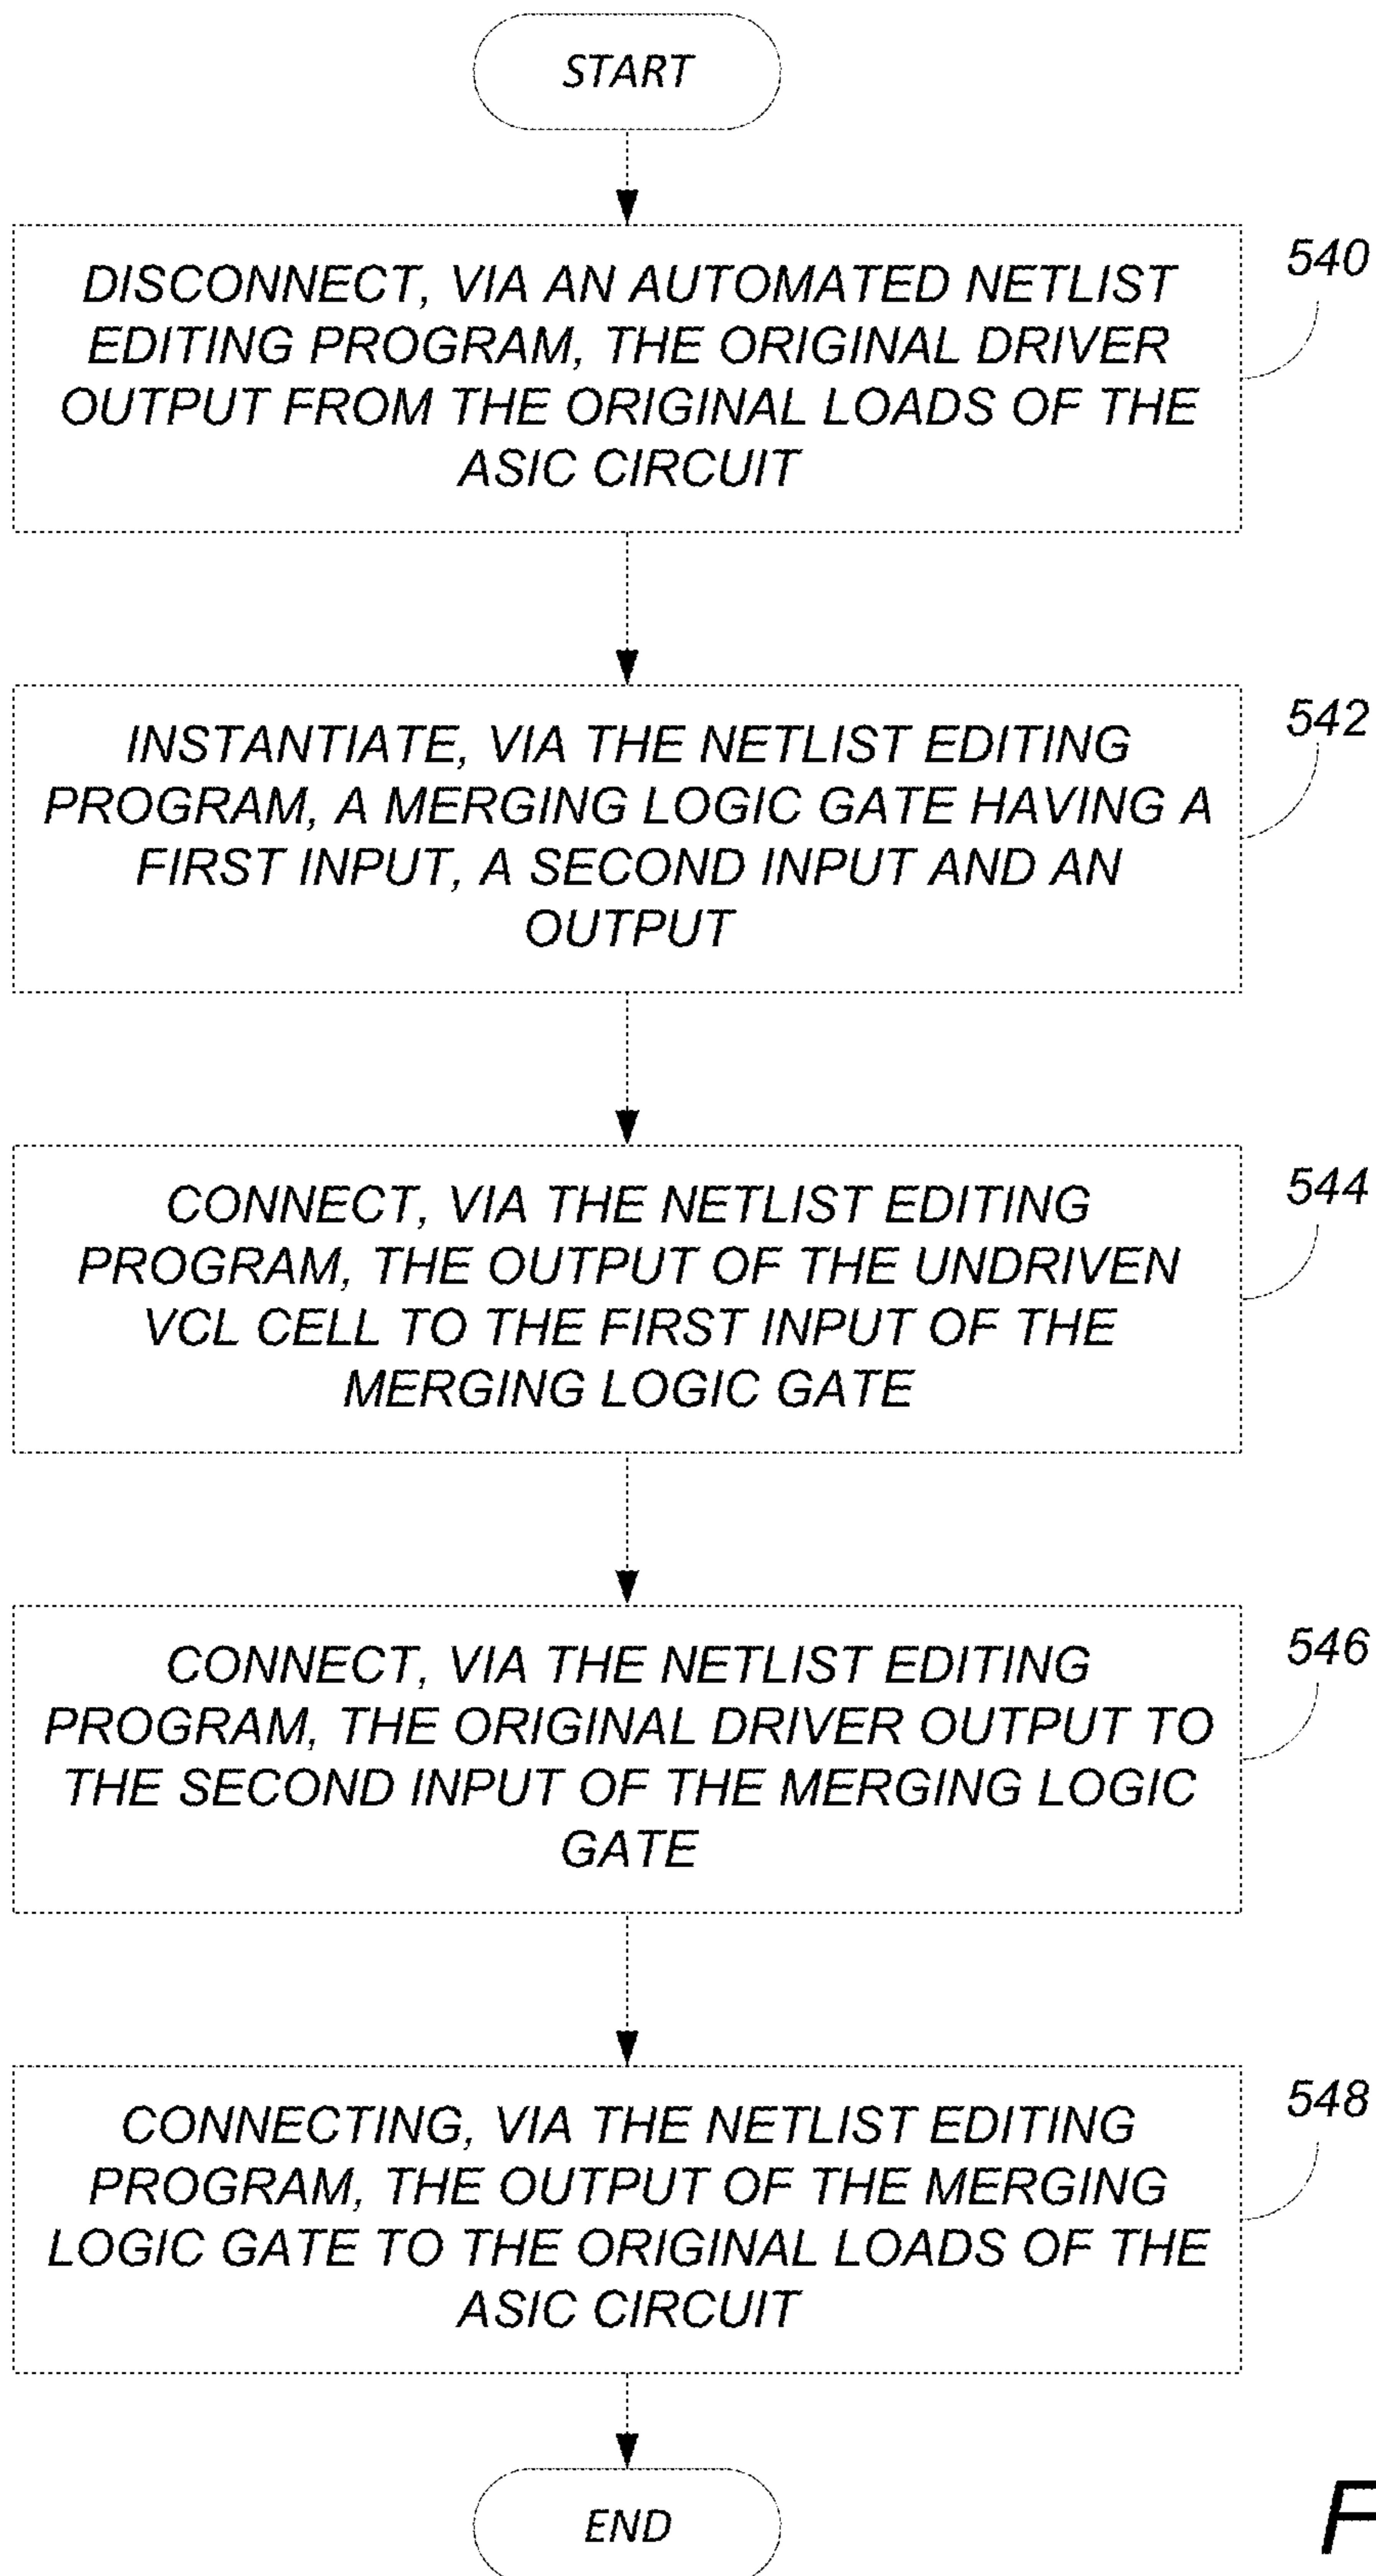 START
DISCONNECT, VIA AN AUTOMATED NETLIST
EDITING PROGRAM, THE ORIGINAL DRIVER
OUTPUT FROM THE ORIGINAL LOADS OF THE
ASIC CIRCUIT
540
INSTANTIATE, VIA THE NETLIST EDITING
PROGRAM, A MERGING LOGIC GATE HAVING A
FIRST INPUT, A SECOND INPUT AND AN
OUTPUT
542
CONNECT, VIA THE NETLIST EDITING
PROGRAM, THE OUTPUT OF THE UNDRIVEN
VCL CELL TO THE FIRST INPUT OF THE
MERGING LOGIC GATE
544
CONNECT, VIA THE NETLIST EDITING
PROGRAM, THE ORIGINAL DRIVER OUTPUT TO
THE SECOND INPUT OF THE MERGING LOGIC
GATE
546
CONNECTING, VIA THE NETLIST EDITING
PROGRAM, THE OUTPUT OF THE MERGING
LOGIC GATE TO THE ORIGINAL LOADS OF THE
ASIC CIRCUIT
548
END